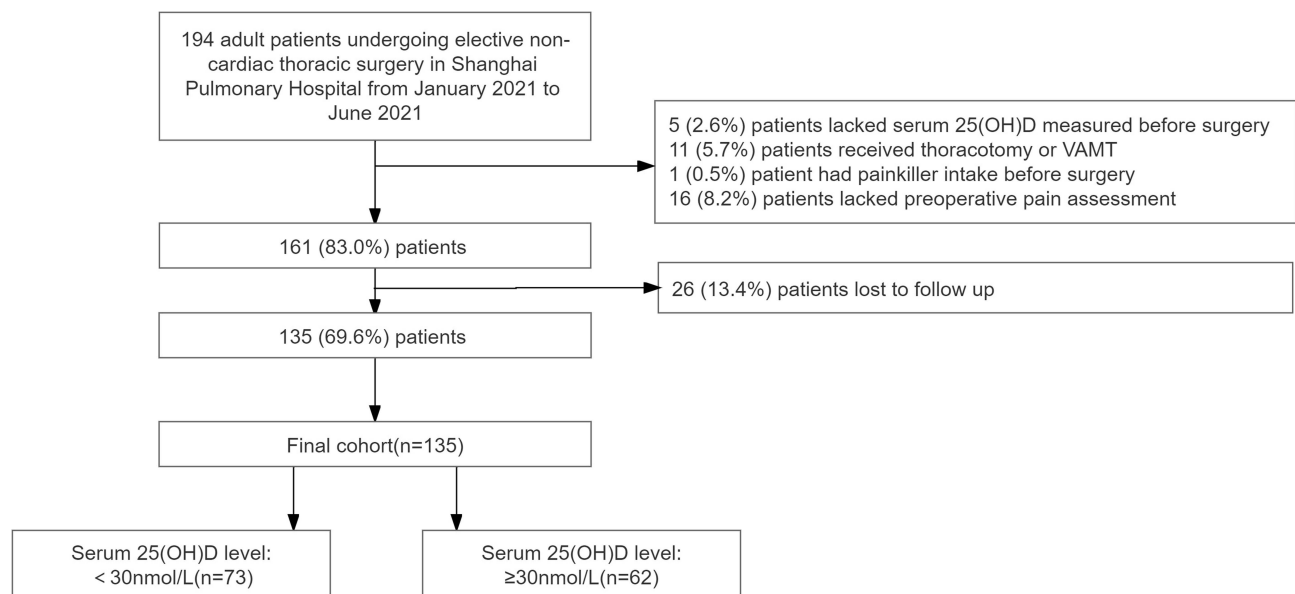 194 adult patients undergoing elective non-
cardiac thoracic surgery in Shanghai
Pulmonary Hospital from January 2021 to
June 2021
5 (2.6%) patients lacked serum 25(OH)D measured before surgery
11 (5.7%) patients received thoracotomy or VAMT
1 (0.5%) patient had painkiller intake before surgery
16 (8.2%) patients lacked preoperative pain assessment
161 (83.0%) patients
26 (13.4%) patients lost to follow up
135 (69.6%) patients
Final cohort(n=135)
Serum 25(OH)D level:
< 30nmol/L(n=73)
Serum 25(OH)D level:
≥30nmol/L(n=62)